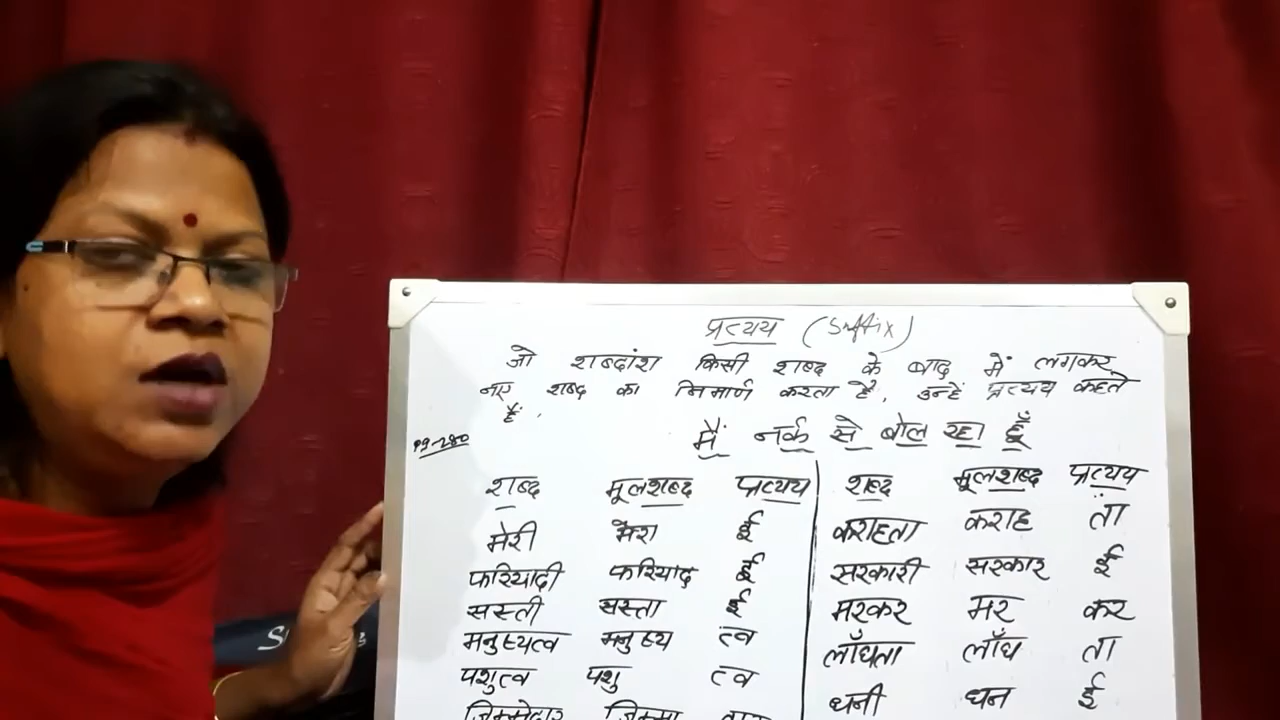 प्रत्यय (Suffix)
जो शब्दांश किसी शब्द के बाद में लगकर
नए शब्द का निमार्ण करता है, उन्हें प्रत्यय कहते
हैं,
मैं नर्क से बोल रहा हूँ
शब्द मूलशब्द प्रत्यय
मेरी मेरा ई
फरियादी फरियाद ई
सस्ती सस्ता ई
मनुष्यत्व मनुष्य त्व
पशुत्व पशु त्व
जिम्मेदार जिम्मा
शब्द मूलशब्द प्रत्यय
कराहता कराह ता
सरकारी सरकार ई
मरकर मर कर
लाँघता लाँघ ता
धनी धन ई